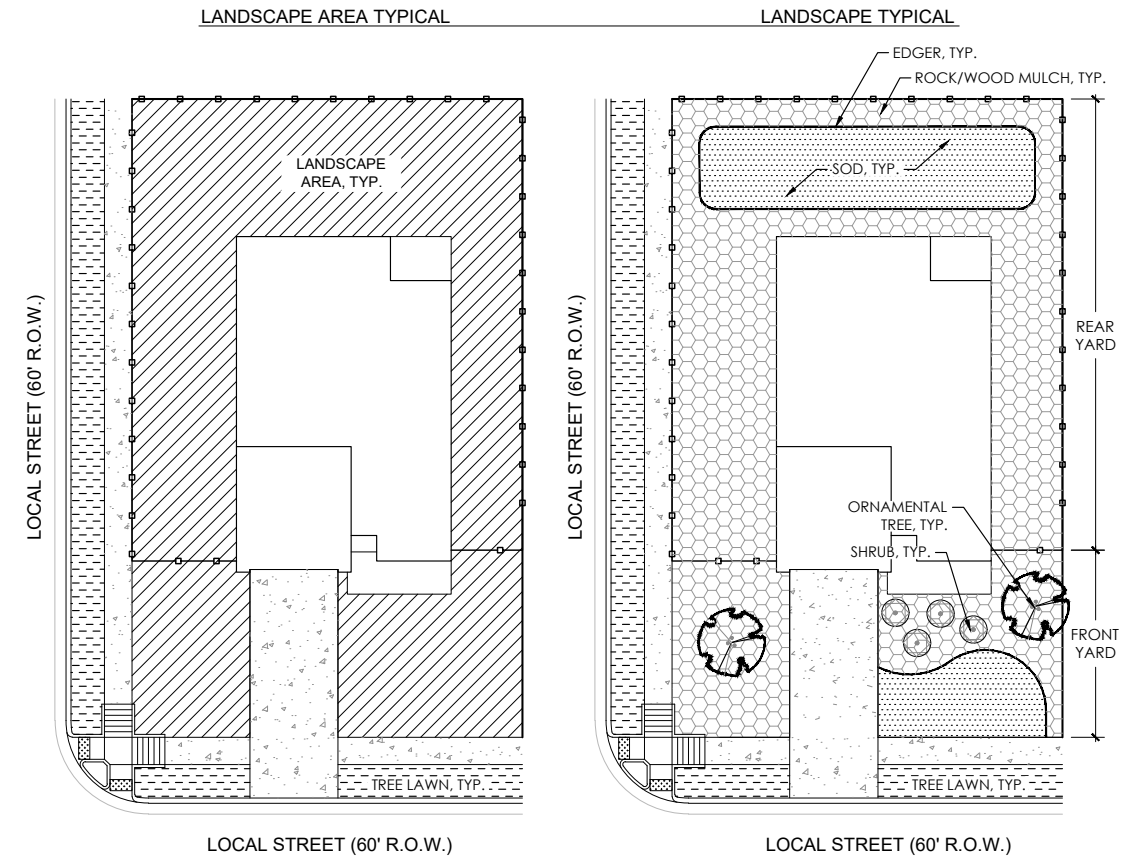 LANDSCAPE AREA TYPICAL
LANDSCAPE
AREA, TYP.
LOCAL STREET (60' R.O.W.)
TREE LAWN, TYP.
LOCAL STREET (60' R.O.W.)
LANDSCAPE TYPICAL
EDGER, TYP.
ROCK/WOOD MULCH, TYP.
SOD, TYP.
LOCAL STREET (60' R.O.W.)
REAR
YARD
ORNAMENTAL
TREE, TYP.
SHRUB, TYP.
FRONT
YARD
TREE LAWN, TYP.
LOCAL STREET (60' R.O.W.)